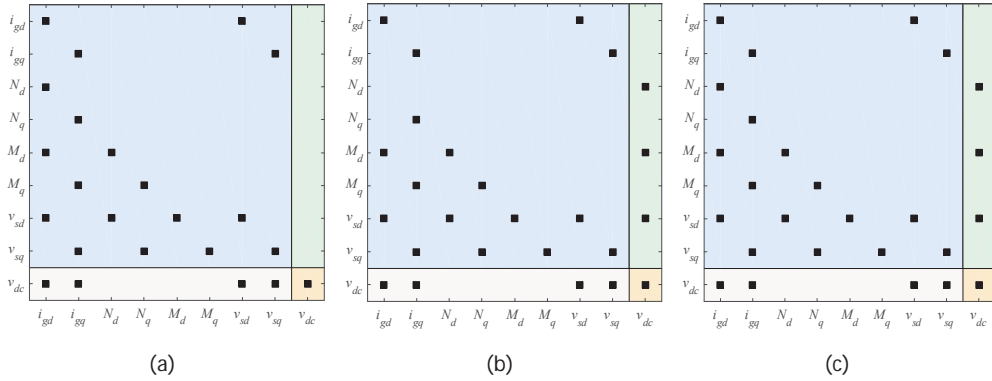 i_gd
i_gq
N_d
N_q
M_d
M_q
v_sd
v_sq
v_dc
i_gd i_gq N_d N_q M_d M_q v_sd v_sq v_dc
(a)
i_gd
i_gq
N_d
N_q
M_d
M_q
v_sd
v_sq
v_dc
i_gd i_gq N_d N_q M_d M_q v_sd v_sq v_dc
(b)
i_gd
i_gq
N_d
N_q
M_d
M_q
v_sd
v_sq
v_dc
i_gd i_gq N_d N_q M_d M_q v_sd v_sq v_dc
(c)